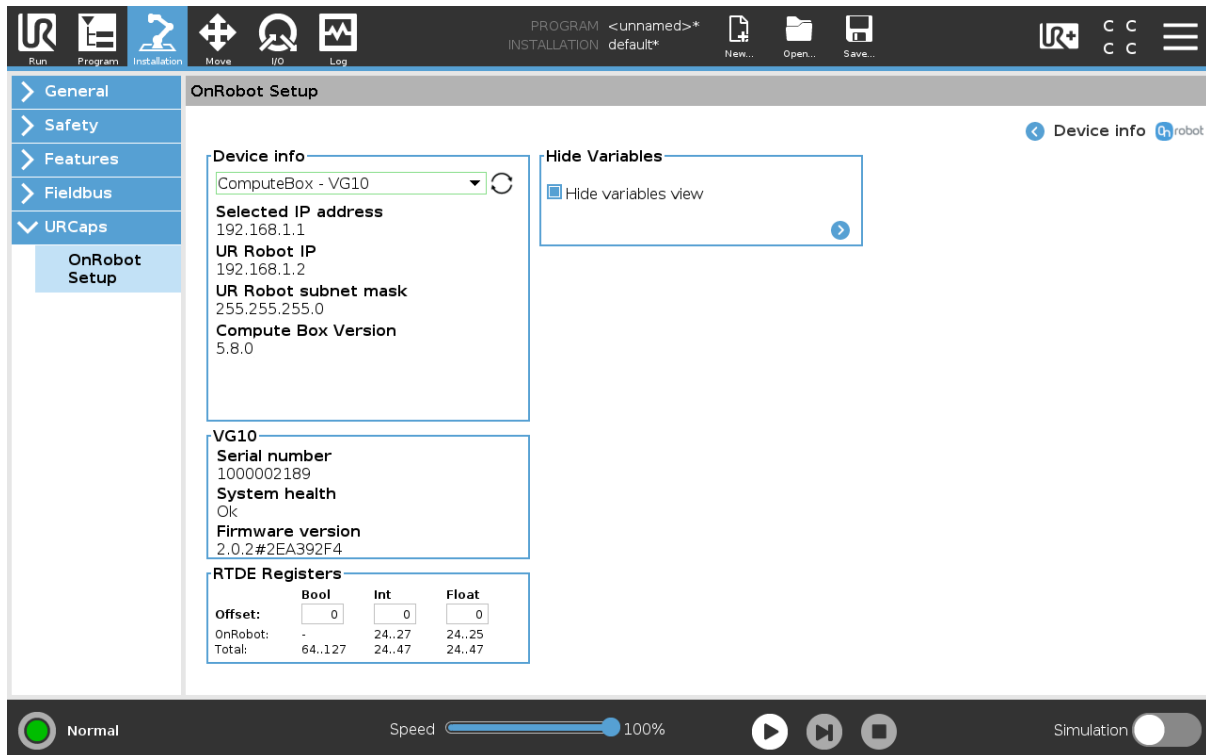 PROGRAM <unnamed>*
INSTALLATION default*
Run Program Installation Move I/O Log New... Open... Save...
UR+
C C
C C
General
Safety
Features
Fieldbus
URCaps
OnRobot
Setup
OnRobot Setup
Device info On robot
Device info
ComputeBox - VG10
Selected IP address
192.168.1.1
UR Robot IP
192.168.1.2
UR Robot subnet mask
255.255.255.0
Compute Box Version
5.8.0
Hide Variables
Hide variables view
VG10
Serial number
1000002189
System health
Ok
Firmware version
2.0.2#2EA392F4
RTDE Registers
Bool Int Float
Offset: 0 0 0
OnRobot: - 24..27 24..25
Total: 64..127 24..47 24..47
Normal Speed 100% Simulation